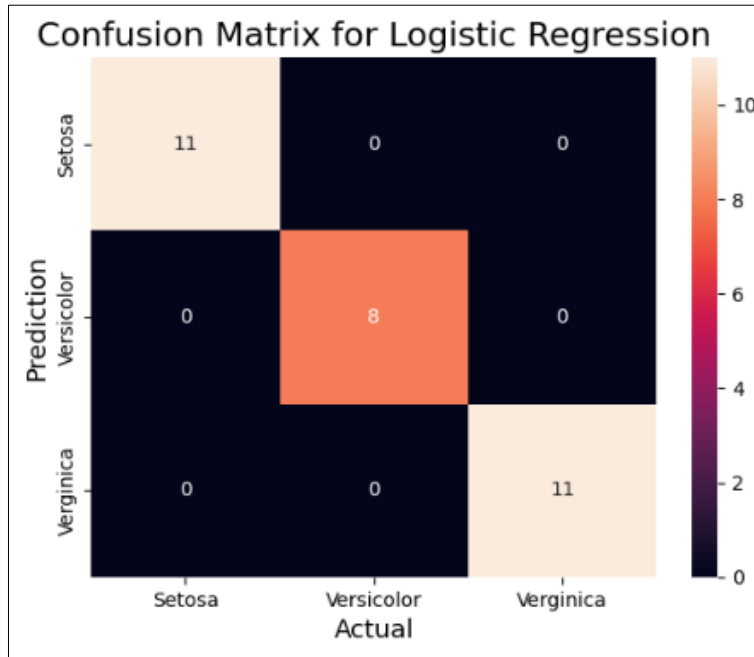 Confusion Matrix for Logistic Regression
Prediction
Setosa
11 0 0
Versicolor
0 8 0
Verginica
0 0 11
Setosa Versicolor Verginica
Actual
10
8
6
4
2
0